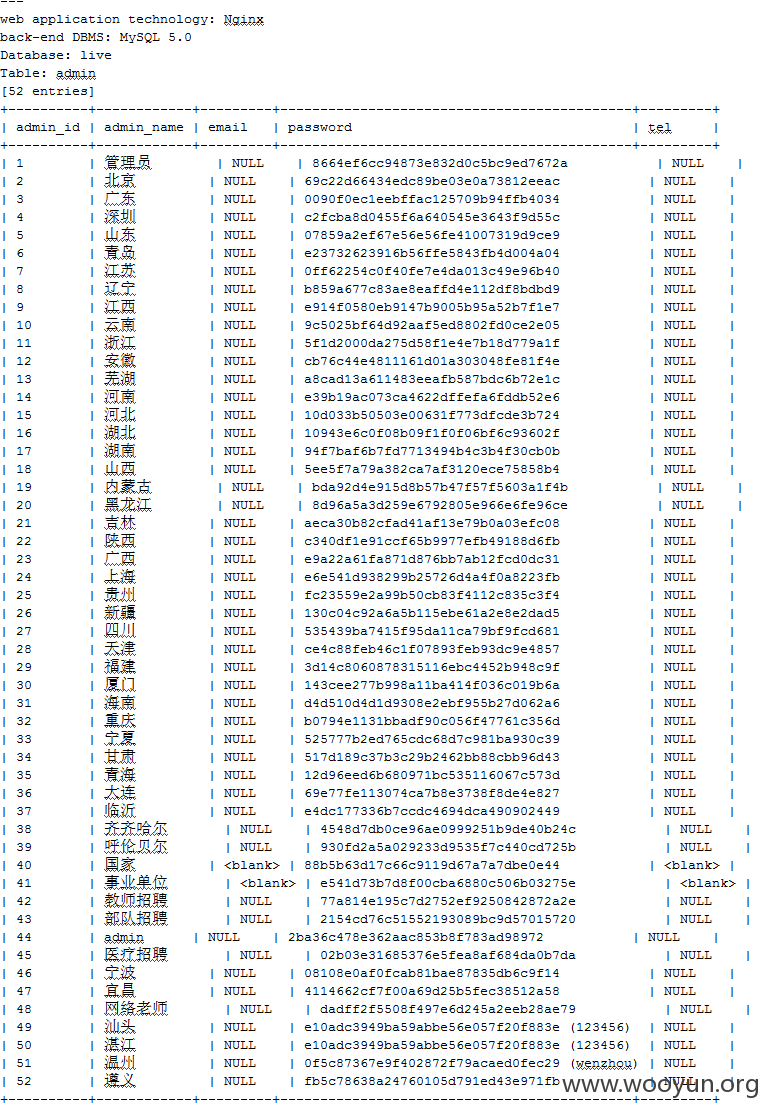 ---
web application technology: Nginx
back-end DBMS: MySQL 5.0
Database: live
Table: admin
[52 entries]
+----------+------------+---------+---------------------------------------------+---------+
| admin_id | admin_name | email | password | tel |
+----------+------------+---------+---------------------------------------------+---------+
| 1 | 管理员 | NULL | 8664ef6cc94873e832d0c5bc9ed7672a | NULL |
| 2 | 北京 | NULL | 69c22d66434edc89be03e0a73812eeac | NULL |
| 3 | 广东 | NULL | 0090f0ec1eebffac125709b94ffb4034 | NULL |
| 4 | 深圳 | NULL | c2fcba8d0455f6a640545e3643f9d55c | NULL |
| 5 | 山东 | NULL | 07859a2ef67e56e56fe41007319d9ce9 | NULL |
| 6 | 青岛 | NULL | e23732623916b56ffe5843fb4d004a04 | NULL |
| 7 | 江苏 | NULL | 0ff62254c0f40fe7e4da013c49e96b40 | NULL |
| 8 | 辽宁 | NULL | b859a677c83ae8eaffd4e112df8bdbd9 | NULL |
| 9 | 江西 | NULL | e914f0580eb9147b9005b95a52b7f1e7 | NULL |
| 10 | 云南 | NULL | 9c5025bf64d92aaf5ed8802fd0ce2e05 | NULL |
| 11 | 浙江 | NULL | 5f1d2000da275d58f1e4e7b18d779a1f | NULL |
| 12 | 安徽 | NULL | cb76c44e4811161d01a303048fe81f4e | NULL |
| 13 | 芜湖 | NULL | a8cad13a611483eeafb587bdc6b72e1c | NULL |
| 14 | 河南 | NULL | e39b19ac073ca4622dffefa6fddb52e6 | NULL |
| 15 | 河北 | NULL | 10d033b50503e00631f773dfcde3b724 | NULL |
| 16 | 湖北 | NULL | 10943e6c0f08b09f1f0f06bf6c93602f | NULL |
| 17 | 湖南 | NULL | 94f7baf6b7fd7713494b4c3b4f30cb0b | NULL |
| 18 | 山西 | NULL | 5ee5f7a79a382ca7af3120ece75858b4 | NULL |
| 19 | 内蒙古 | NULL | bda92d4e915d8b57b47f57f5603a1f4b | NULL |
| 20 | 黑龙江 | NULL | 8d96a5a3d259e6792805e966e6fe96ce | NULL |
| 21 | 吉林 | NULL | aeca30b82cfad41af13e79b0a03efc08 | NULL |
| 22 | 陕西 | NULL | c340df1e91ccf65b9977efb49188d6fb | NULL |
| 23 | 广西 | NULL | e9a22a61fa871d876bb7ab12fcd0dc31 | NULL |
| 24 | 上海 | NULL | e6e541d938299b25726d4a4f0a8223fb | NULL |
| 25 | 贵州 | NULL | fc23559e2a99b50cb83f4112c835c3f4 | NULL |
| 26 | 新疆 | NULL | 130c04c92a6a5b115ebe61a2e8e2dad5 | NULL |
| 27 | 四川 | NULL | 535439ba7415f95da11ca79bf9fcd681 | NULL |
| 28 | 天津 | NULL | ce4c88feb46c1f07893feb93dc9e4857 | NULL |
| 29 | 福建 | NULL | 3d14c8060878315116ebc4452b948c9f | NULL |
| 30 | 厦门 | NULL | 143cee277b998a11ba414f036c019b6a | NULL |
| 31 | 海南 | NULL | d4d510d4d1d9308e2ebf955b27d062a6 | NULL |
| 32 | 重庆 | NULL | b0794e1131bbadf90c056f47761c356d | NULL |
| 33 | 宁夏 | NULL | 525777b2ed765cdc68d7c981ba930c39 | NULL |
| 34 | 甘肃 | NULL | 517d189c37b3c29b2462bb88cbb96d43 | NULL |
| 35 | 青海 | NULL | 12d96eed6b680971bc535116067c573d | NULL |
| 36 | 大连 | NULL | 69e77fe113074ca7b8e3738f8de4e827 | NULL |
| 37 | 临沂 | NULL | e4dc177336b7ccdc4694dca490902449 | NULL |
| 38 | 齐齐哈尔 | NULL | 4548d7db0ce96ae0999251b9de40b24c | NULL |
| 39 | 呼伦贝尔 | NULL | 930fd2a5a029233d9535f7c440cd725b | NULL |
| 40 | 国家 | <blank> | 88b5b63d17c66c9119d67a7a7dbe0e44 | <blank> |
| 41 | 事业单位 | <blank> | e541d73b7d8f00cba6880c506b03275e | <blank> |
| 42 | 教师招聘 | NULL | 77a814e195c7d2752ef9250842872a2e | NULL |
| 43 | 部队招聘 | NULL | 2154cd76c51552193089bc9d57015720 | NULL |
| 44 | admin | NULL | 2ba36c478e362aac853b8f783ad98972 | NULL |
| 45 | 医疗招聘 | NULL | 02b03e31685376e5fea8af684da0b7da | NULL |
| 46 | 宁波 | NULL | 08108e0af0fcab81bae87835db6c9f14 | NULL |
| 47 | 宜昌 | NULL | 4114662cf7f00a69d25b5fec38512a58 | NULL |
| 48 | 网络老师 | NULL | dadff2f5508f497e6d245a2eeb28ae79 | NULL |
| 49 | 汕头 | NULL | e10adc3949ba59abbe56e057f20f883e (123456) | NULL |
| 50 | 湛江 | NULL | e10adc3949ba59abbe56e057f20f883e (123456) | NULL |
| 51 | 温州 | NULL | 0f5c87367e9f402872f79acaed0fec29 (wenzhou) | NULL |
| 52 | 遵义 | NULL | fb5c78638a24760105d791ed43e971fb | NULL |
+----------+------------+---------+---------------------------------------------+---------+
www.wooyun.org